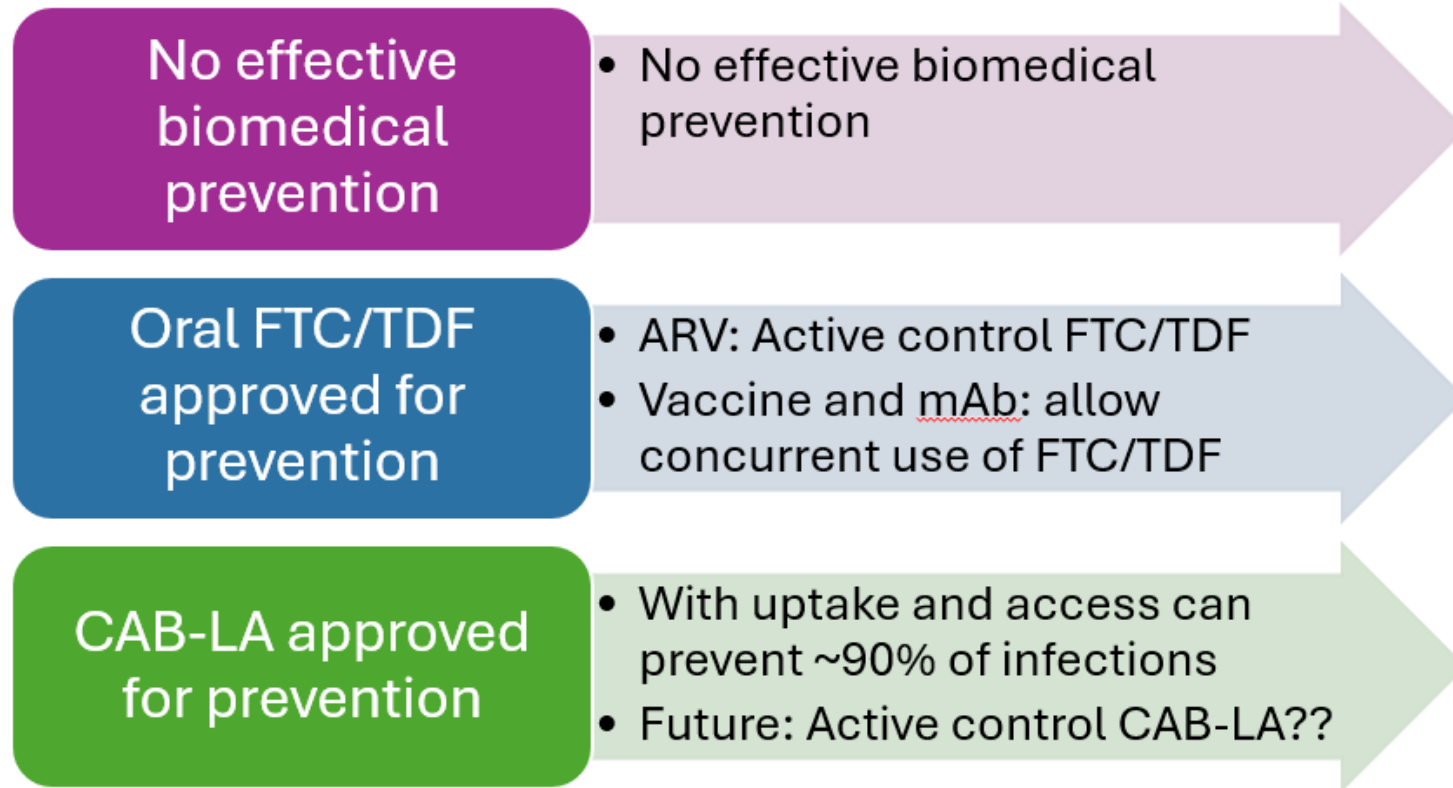 No effective
biomedical
prevention
• No effective biomedical
prevention
Oral FTC/TDF
approved for
prevention
• ARV: Active control FTC/TDF
• Vaccine and mAb: allow
concurrent use of FTC/TDF
CAB-LA approved
for prevention
• With uptake and access can
prevent ~90% of infections
• Future: Active control CAB-LA??